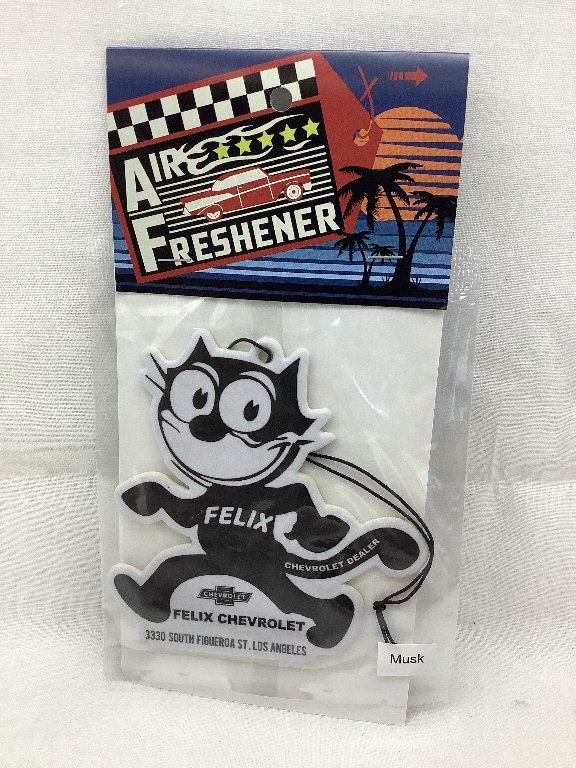 AIR
FRESHENER
FELIX
CHEVROLET DEALER
CHEVROLET
FELIX CHEVROLET
3330 SOUTH FIGUEROA ST. LOS ANGELES
Musk